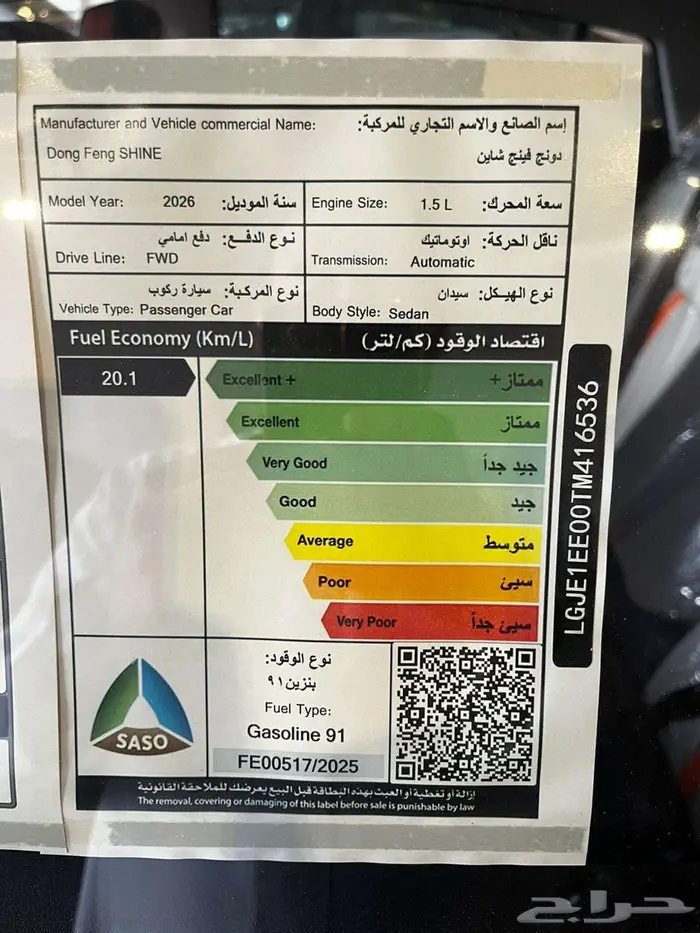 Manufacturer and Vehicle commercial Name: إسم الصانع والاسم التجاري للمركبة:
Dong Feng SHINE دونج فينج شاين
Model Year: 2026 سنة الموديل: Engine Size: 1.5 L سعة المحرك:
نوع الدفع: دفع امامي ناقل الحركة: اوتوماتيك
Drive Line: FWD Transmission: Automatic
نوع المركبة: سيارة ركوب نوع الهيكل: سيدان
Vehicle Type: Passenger Car Body Style: Sedan
Fuel Economy (Km/L) اقتصاد الوقود (كم/لتر)
20.1 Excellent + ممتاز+
Excellent ممتاز
Very Good جيد جداً
Good جيد
Average متوسط
Poor سيئ
Very Poor سيئ جداً
LGJE1EE00TM416536
نوع الوقود:
بنزين٩١
Fuel Type:
Gasoline 91
FE00517/2025
SASO
إزالة أو تغطية أو العبث بهذه البطاقة قبل البيع يعرضك للملاحقة القانونية
The removal, covering or damaging of this label before sale is punishable by law
حراج